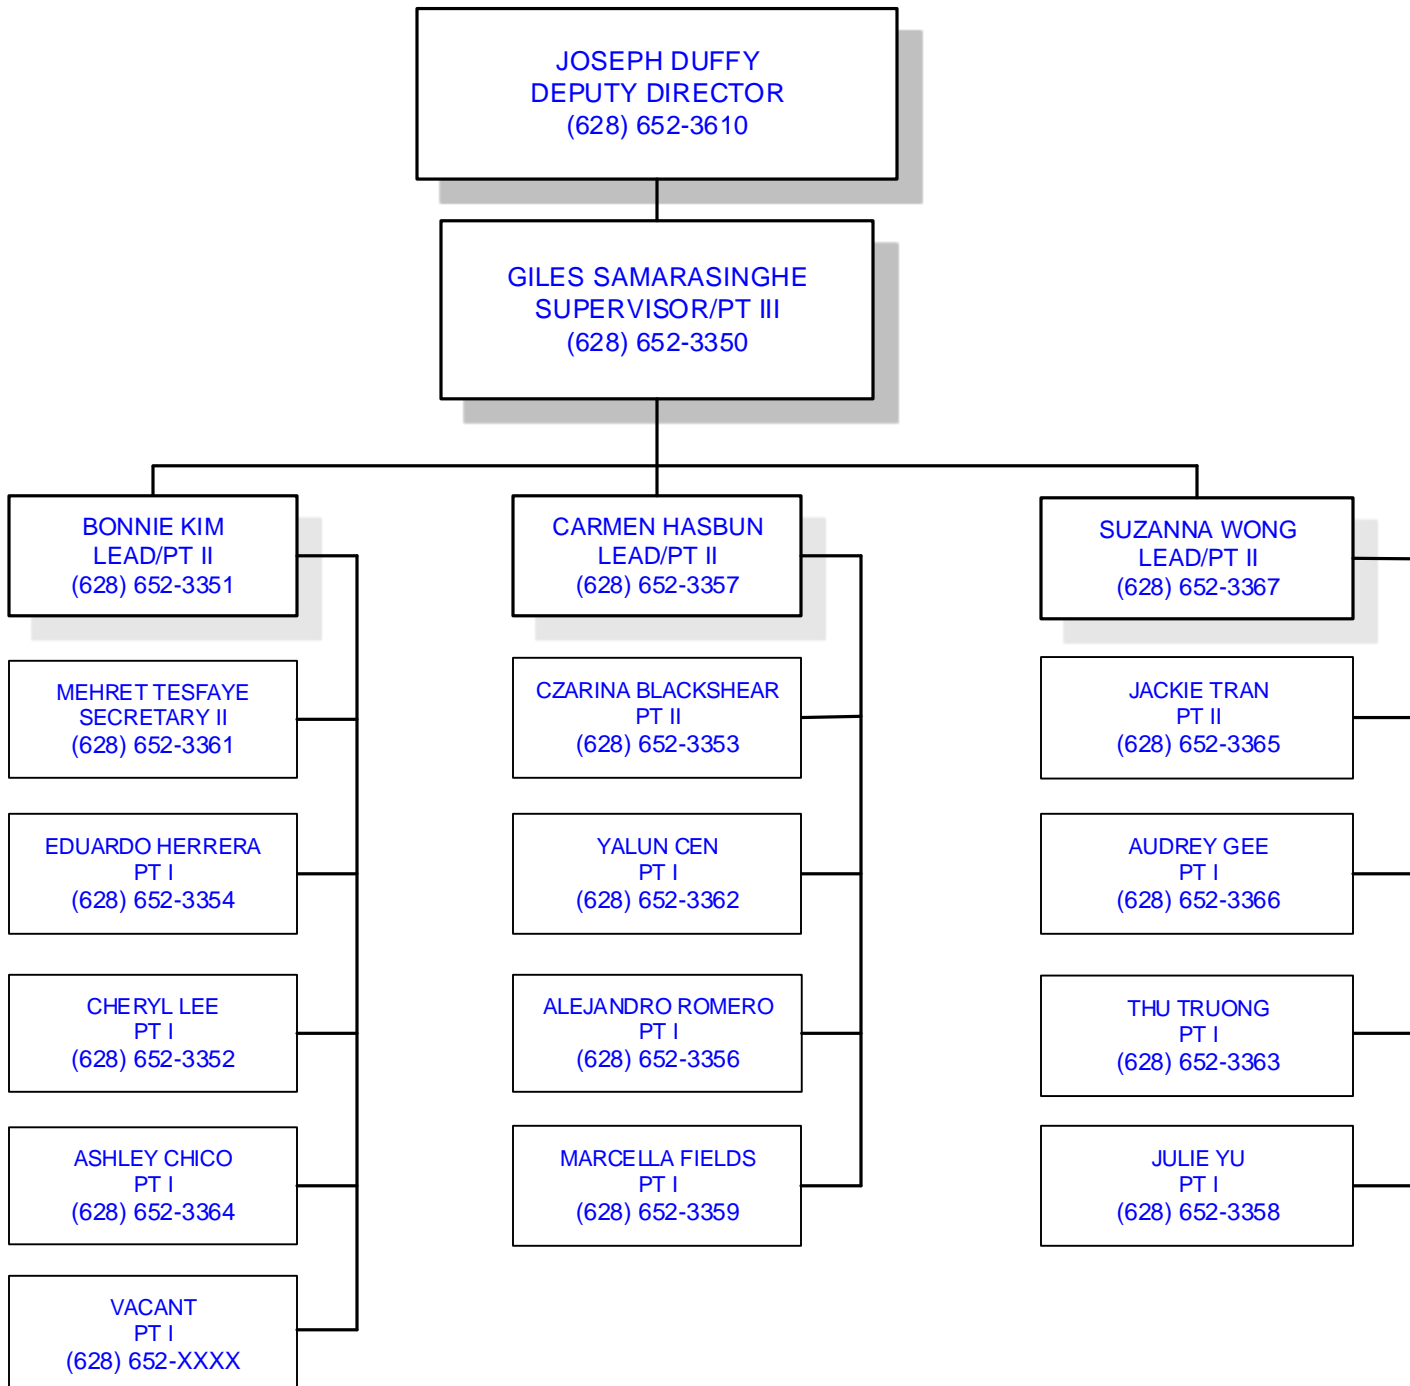 JOSEPH DUFFY
DEPUTY DIRECTOR
(628) 652-3610
GILES SAMARASINGHE
SUPERVISOR/PT III
(628) 652-3350
BONNIE KIM
LEAD/PT II
(628) 652-3351
MEHRET TESFAYE
SECRETARY II
(628) 652-3361
EDUARDO HERRERA
PT I
(628) 652-3354
CHERYL LEE
PT I
(628) 652-3352
ASHLEY CHICO
PT I
(628) 652-3364
VACANT
PT I
(628) 652-XXXX
CARMEN HASBUN
LEAD/PT II
(628) 652-3357
CZARINA BLACKSHEAR
PT II
(628) 652-3353
YALUN CEN
PT I
(628) 652-3362
ALEJANDRO ROMERO
PT I
(628) 652-3356
MARCELLA FIELDS
PT I
(628) 652-3359
SUZANNA WONG
LEAD/PT II
(628) 652-3367
JACKIE TRAN
PT II
(628) 652-3365
AUDREY GEE
PT I
(628) 652-3366
THU TRUONG
PT I
(628) 652-3363
JULIE YU
PT I
(628) 652-3358